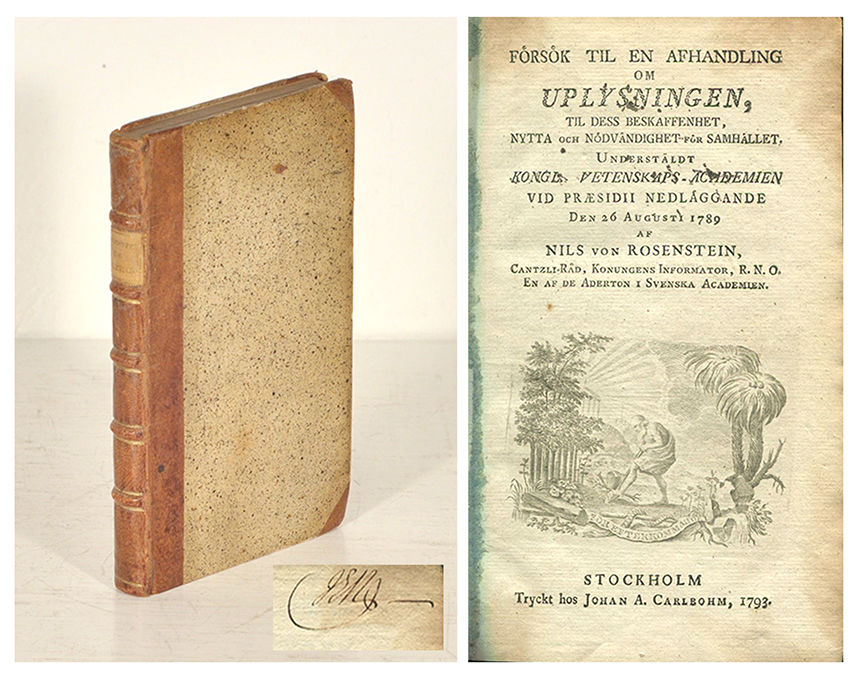 FÖRSÖK TIL EN AFHANDLING
OM
UPLYSNINGEN,
TIL DESS BESKAFFENHET,
NYTTA OCH NÖDVÄNDIGHET FÖR SAMHÄLLET,
UNDERSTÄLDT
KONGL. VETENSKAPS-ACADEMIEN
VID PRÆSIDII NEDLÄGGANDE
DEN 26 AUGUSTI 1789
AF
NILS VON ROSENSTEIN,
CANTZLI-RÅD, KONUNGENS INFORMATOR, R. N. O.
EN AF DE ADERTON I SVENSKA ACADEMIEN.
FÖR EFTERKOMMANDE
STOCKHOLM
Tryckt hos JOHAN A. CARLBOHM, 1793.